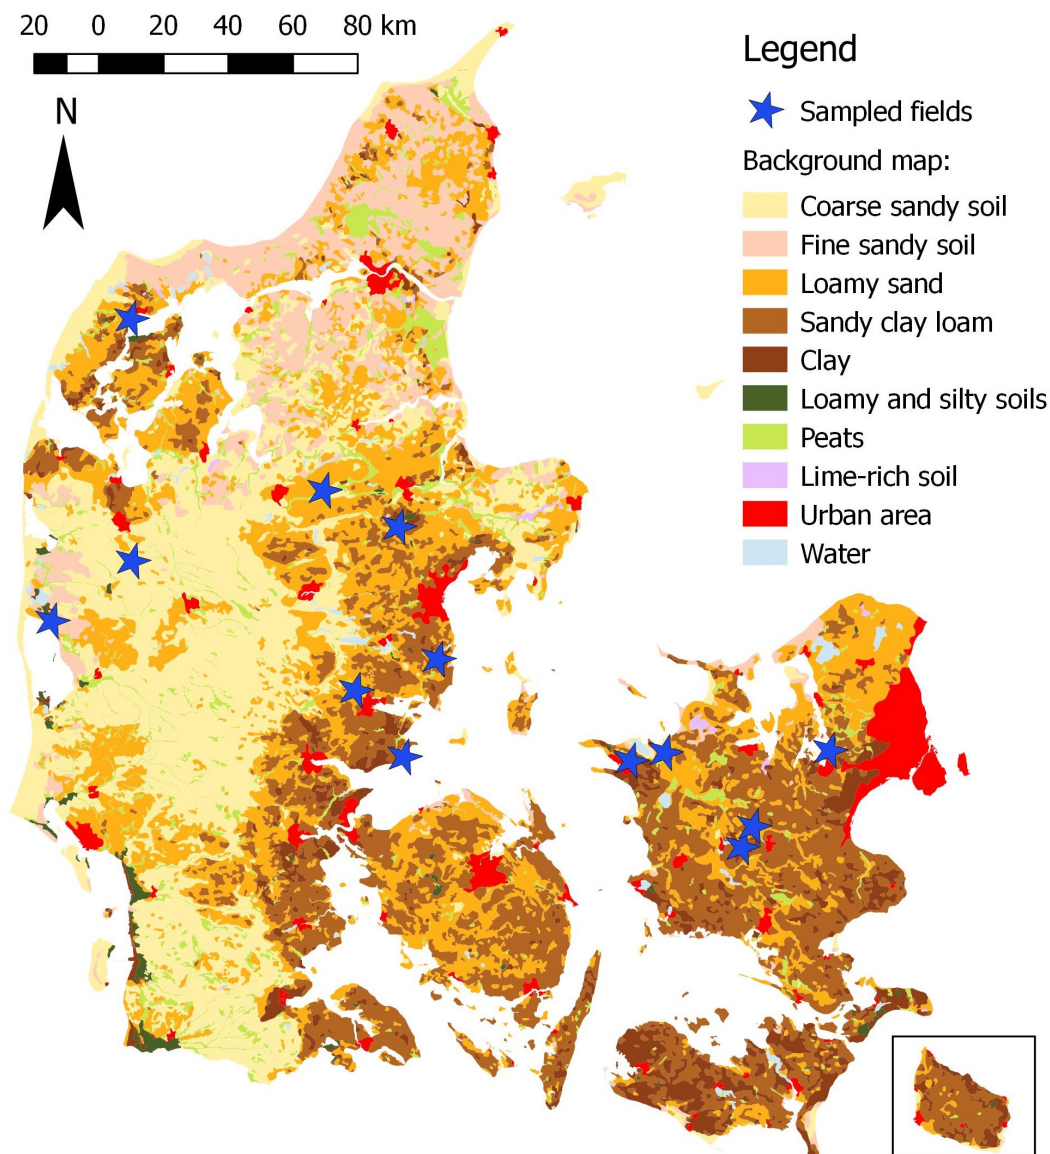 20 0 20 40 60 80 km
N
Legend
Sampled fields
Background map:
Coarse sandy soil
Fine sandy soil
Loamy sand
Sandy clay loam
Clay
Loamy and silty soils
Peats
Lime-rich soil
Urban area
Water